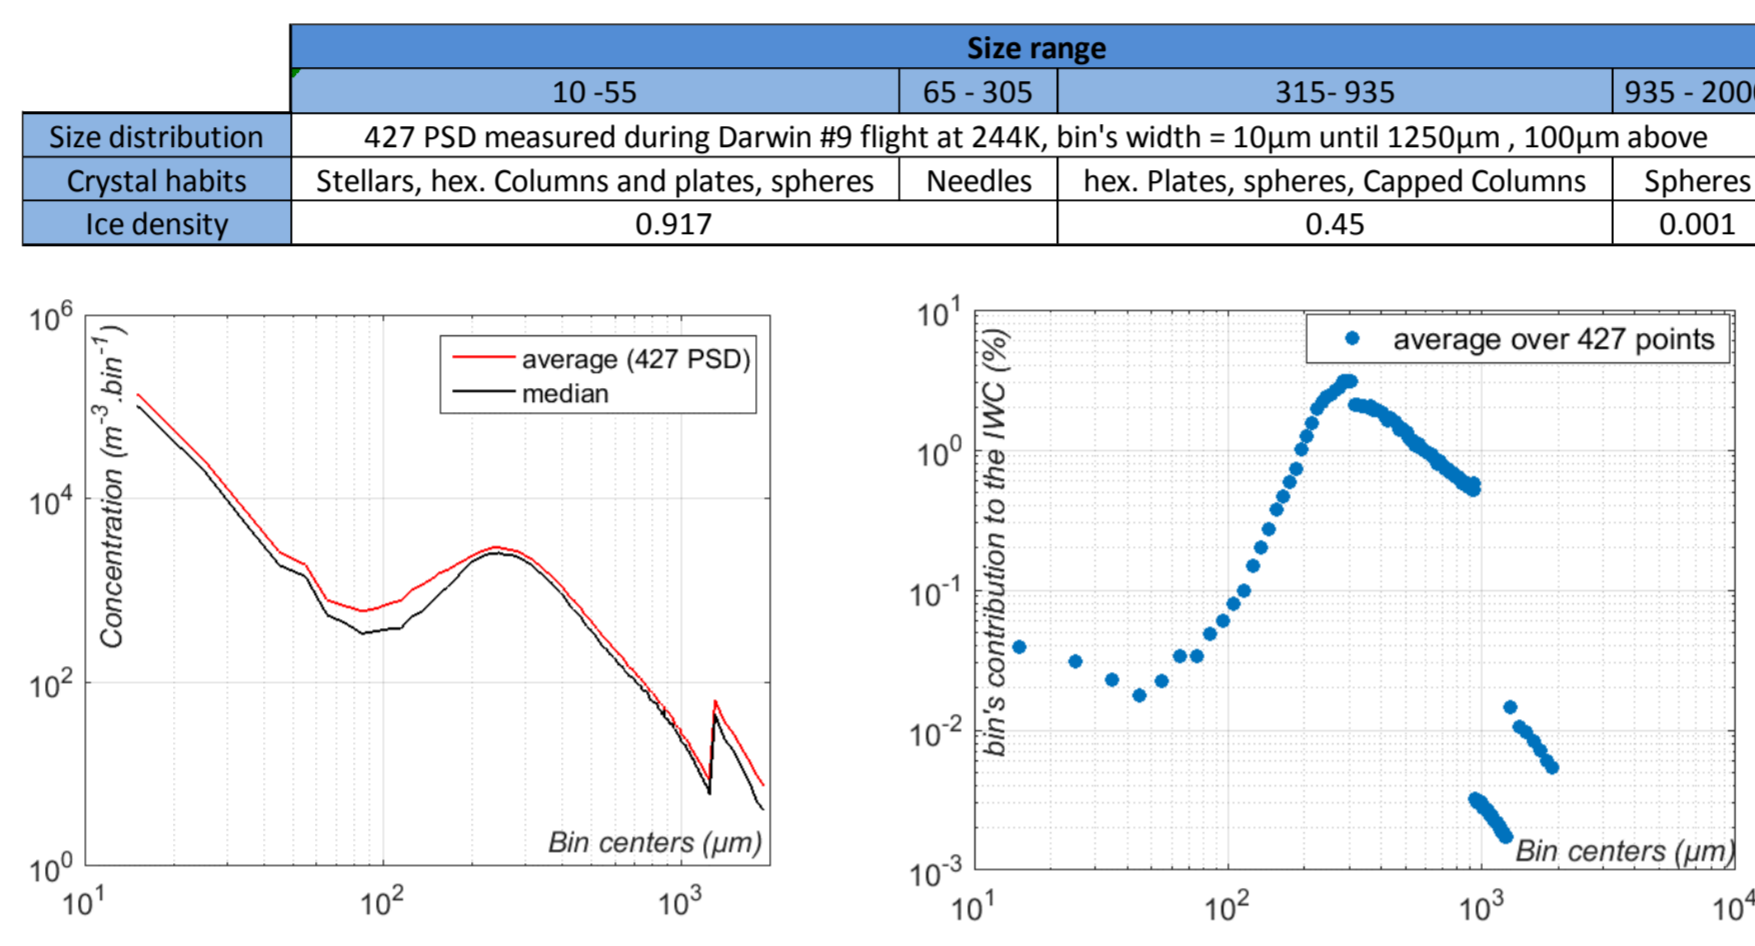 Size range
10 -55 65 - 305 315- 935 935 - 200
Size distribution 427 PSD measured during Darwin #9 flight at 244K, bin's width = 10µm until 1250µm , 100µm above
Crystal habits Stellars, hex. Columns and plates, spheres Needles hex. Plates, spheres, Capped Columns Spheres
Ice density 0.917 0.45 0.001
10^6
10^4
10^2
10^0
Concentration (m^-3.bin^-1)
average (427 PSD)
median
Bin centers (µm)
10^1 10^2 10^3
10^1
10^0
10^-1
10^-2
10^-3
bin's contribution to the IWC (%)
average over 427 points
Bin centers (µm)
10^1 10^2 10^3 10^4